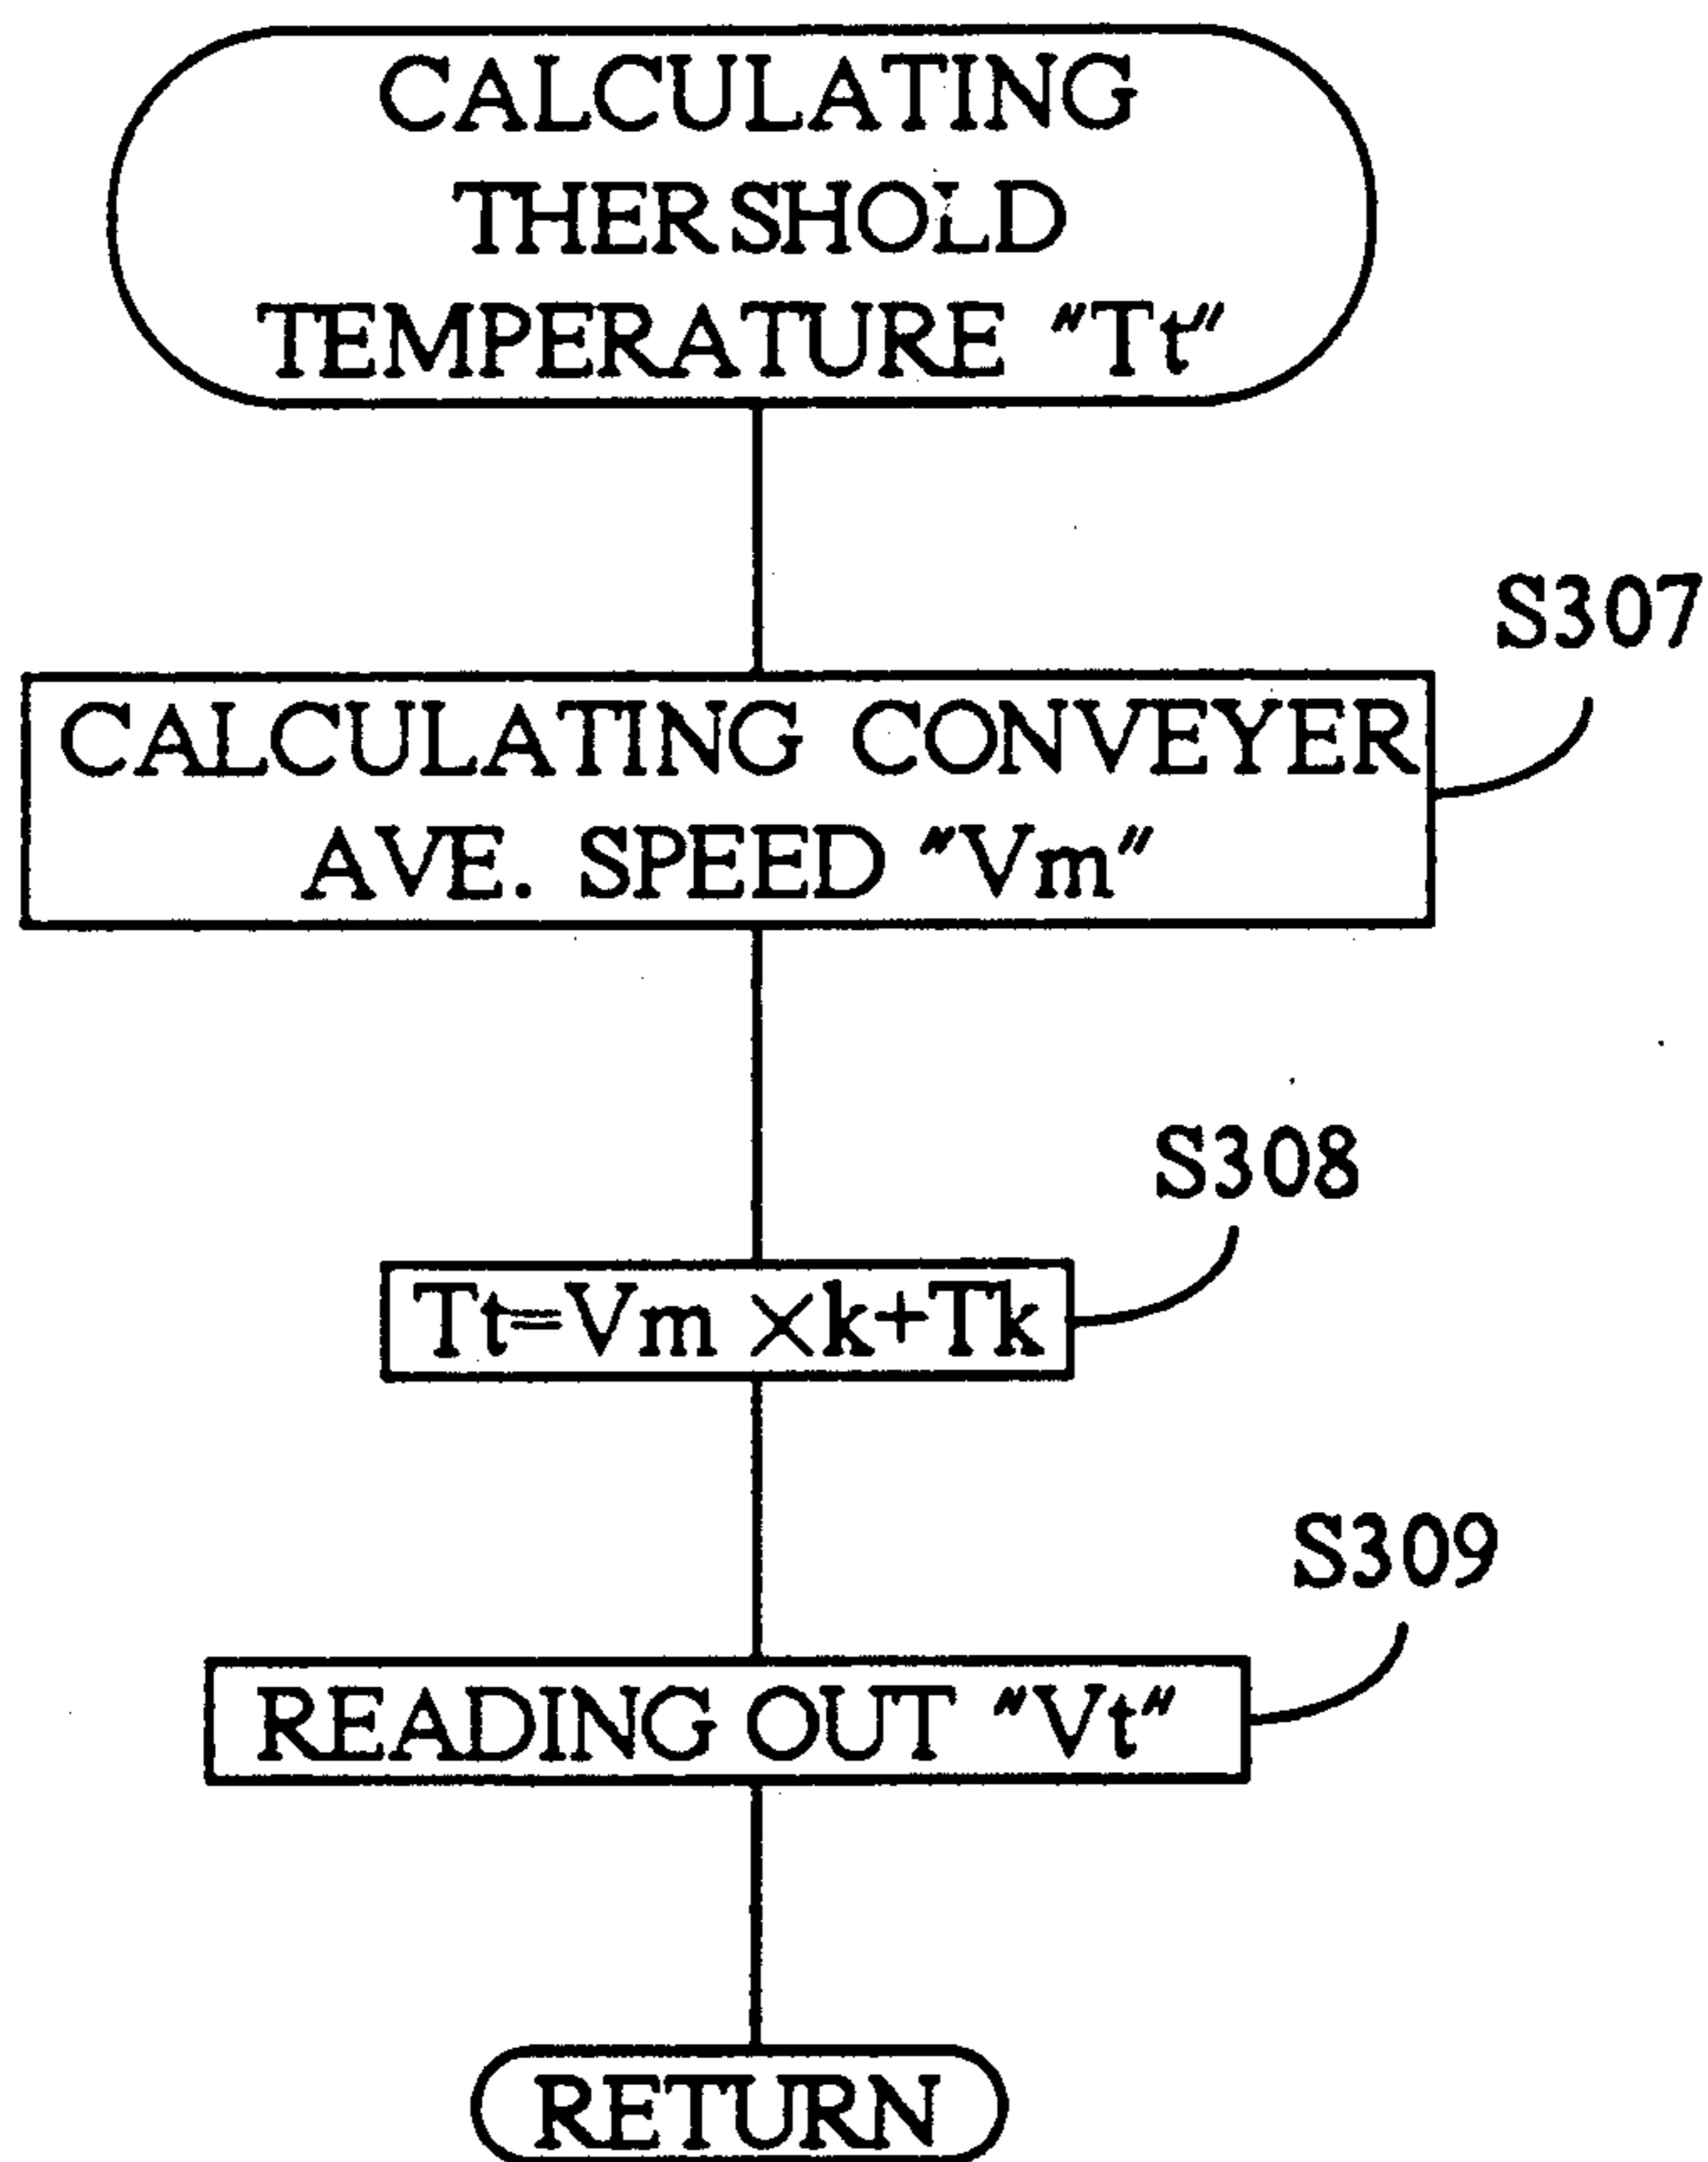 CALCULATING
THERSHOLD
TEMPERATURE "Tt"
S307
CALCULATING CONVEYER
AVE. SPEED "Vm"
S308
Tt=Vm ×k+Tk
S309
READING OUT "Vt"
RETURN